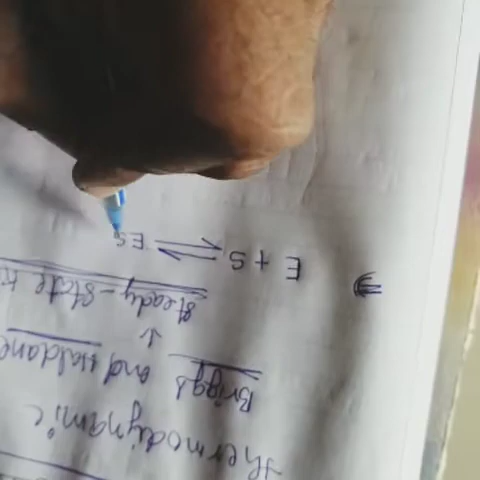 thermodynamic
Briggs and Haldane
↓
steady-state
E + S ⇌ ES